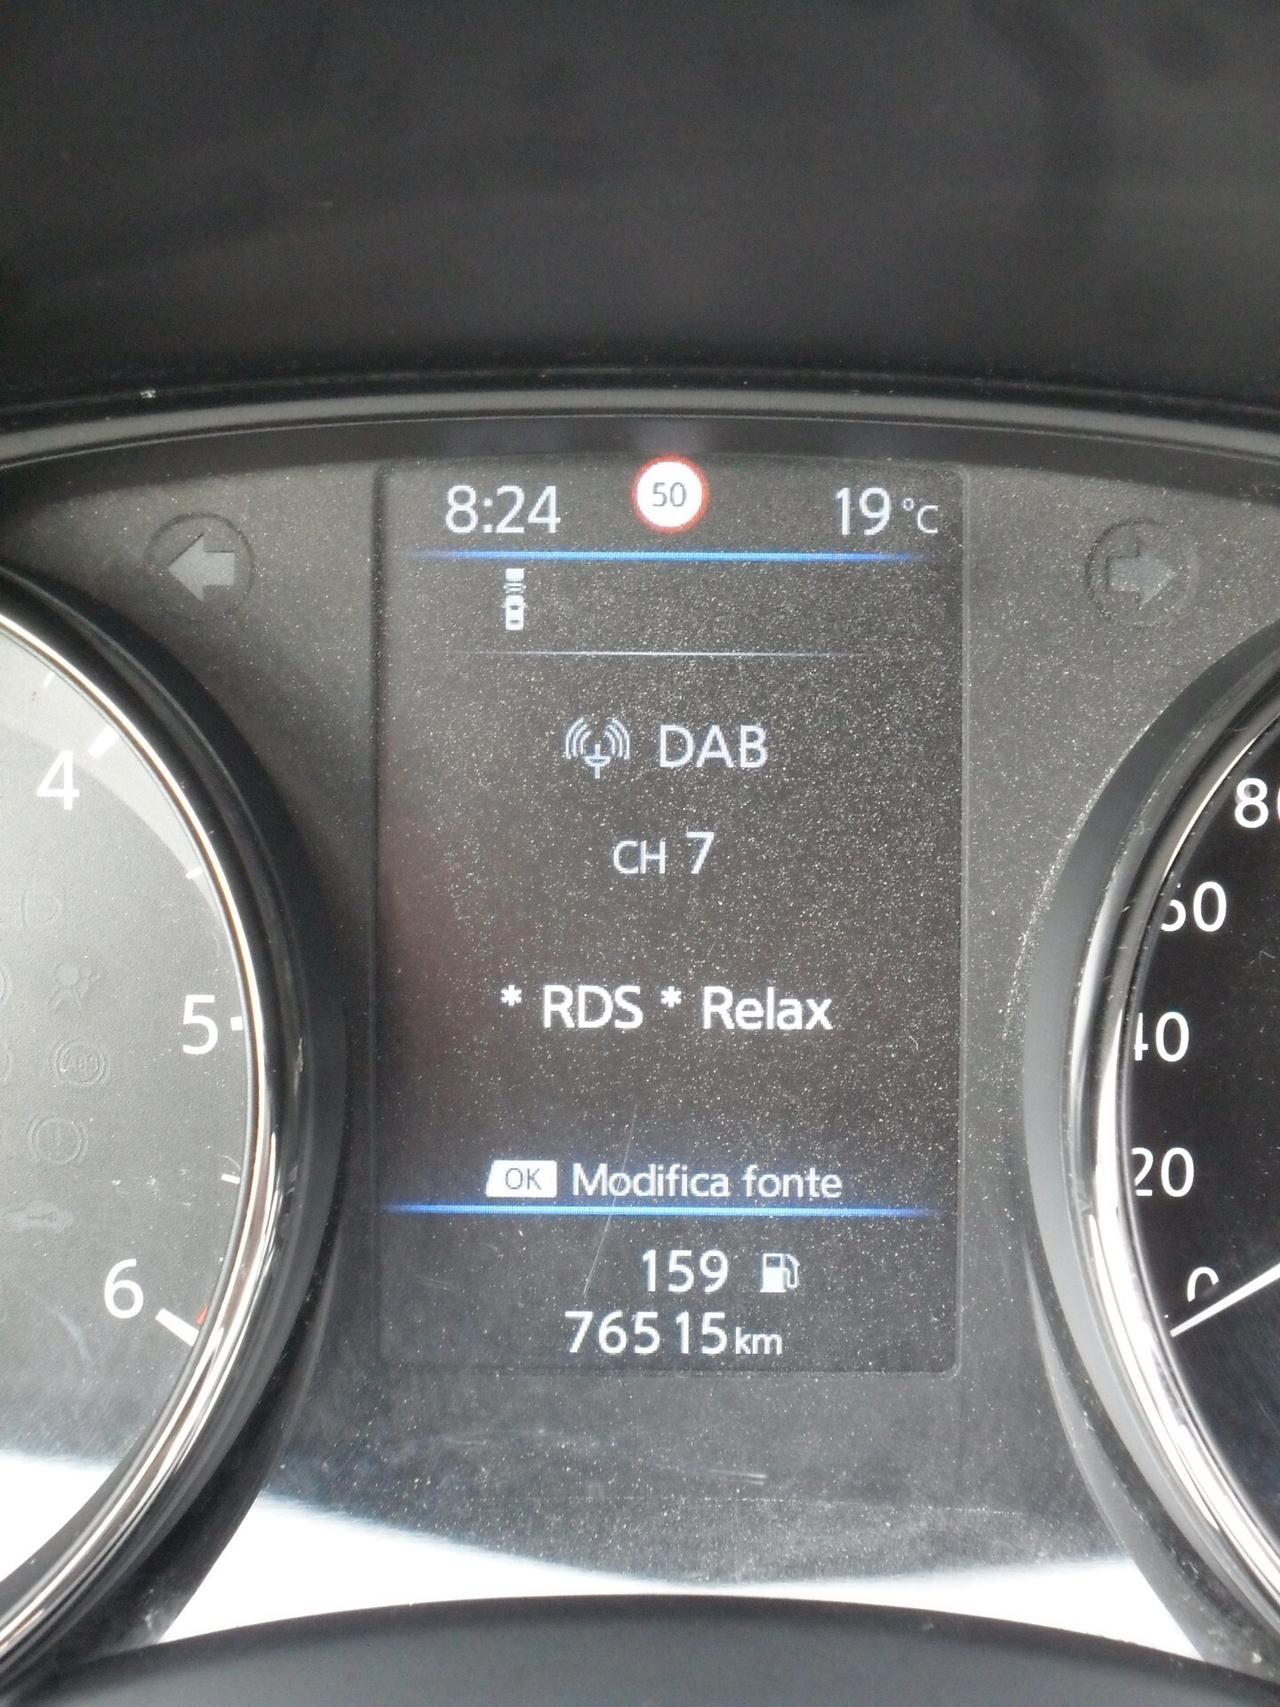 8:24 50 19 °C
DAB
CH 7
* RDS * Relax
OK Modifica fonte
159
76515 km
4
5
6
80
60
40
20
0
ABS